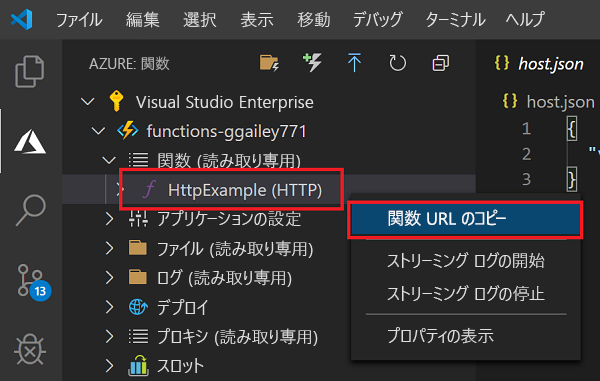 ファイル 編集 選択 表示 移動 デバッグ ターミナル ヘルプ
AZURE: 関数
{} host.json
Visual Studio Enterprise
{} host.json
functions-ggailey771
1 {
関数 (読み取り専用)
2 "v
HttpExample (HTTP)
3 }
アプリケーションの設定
関数 URL のコピー
ファイル (読み取り専用)
ストリーミング ログの開始
ログ (読み取り専用)
ストリーミング ログの停止
13
デプロイ
プロキシ (読み取り専用)
プロパティの表示
スロット